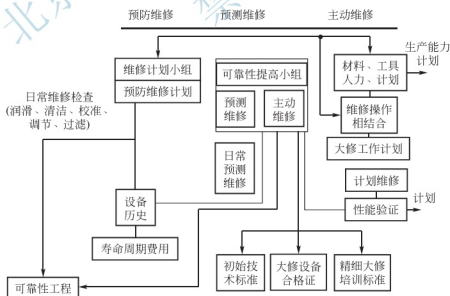 预防维修 预测维修 主动维修
生产能力
计划
维修计划小组
预防维修计划
可靠性提高小组
预测
维修
主动
维修
材料、工具
人力、计划
日常维修检查
(润滑、清洁、校准、
调节、过滤)
维修操作
相结合
大修工作计划
日常
预测
维修
计划维修
性能验证
计划
设备
历史
寿命周期费用
可靠性工程
初始技
术标准
大修设备
合格证
精细大修
培训标准